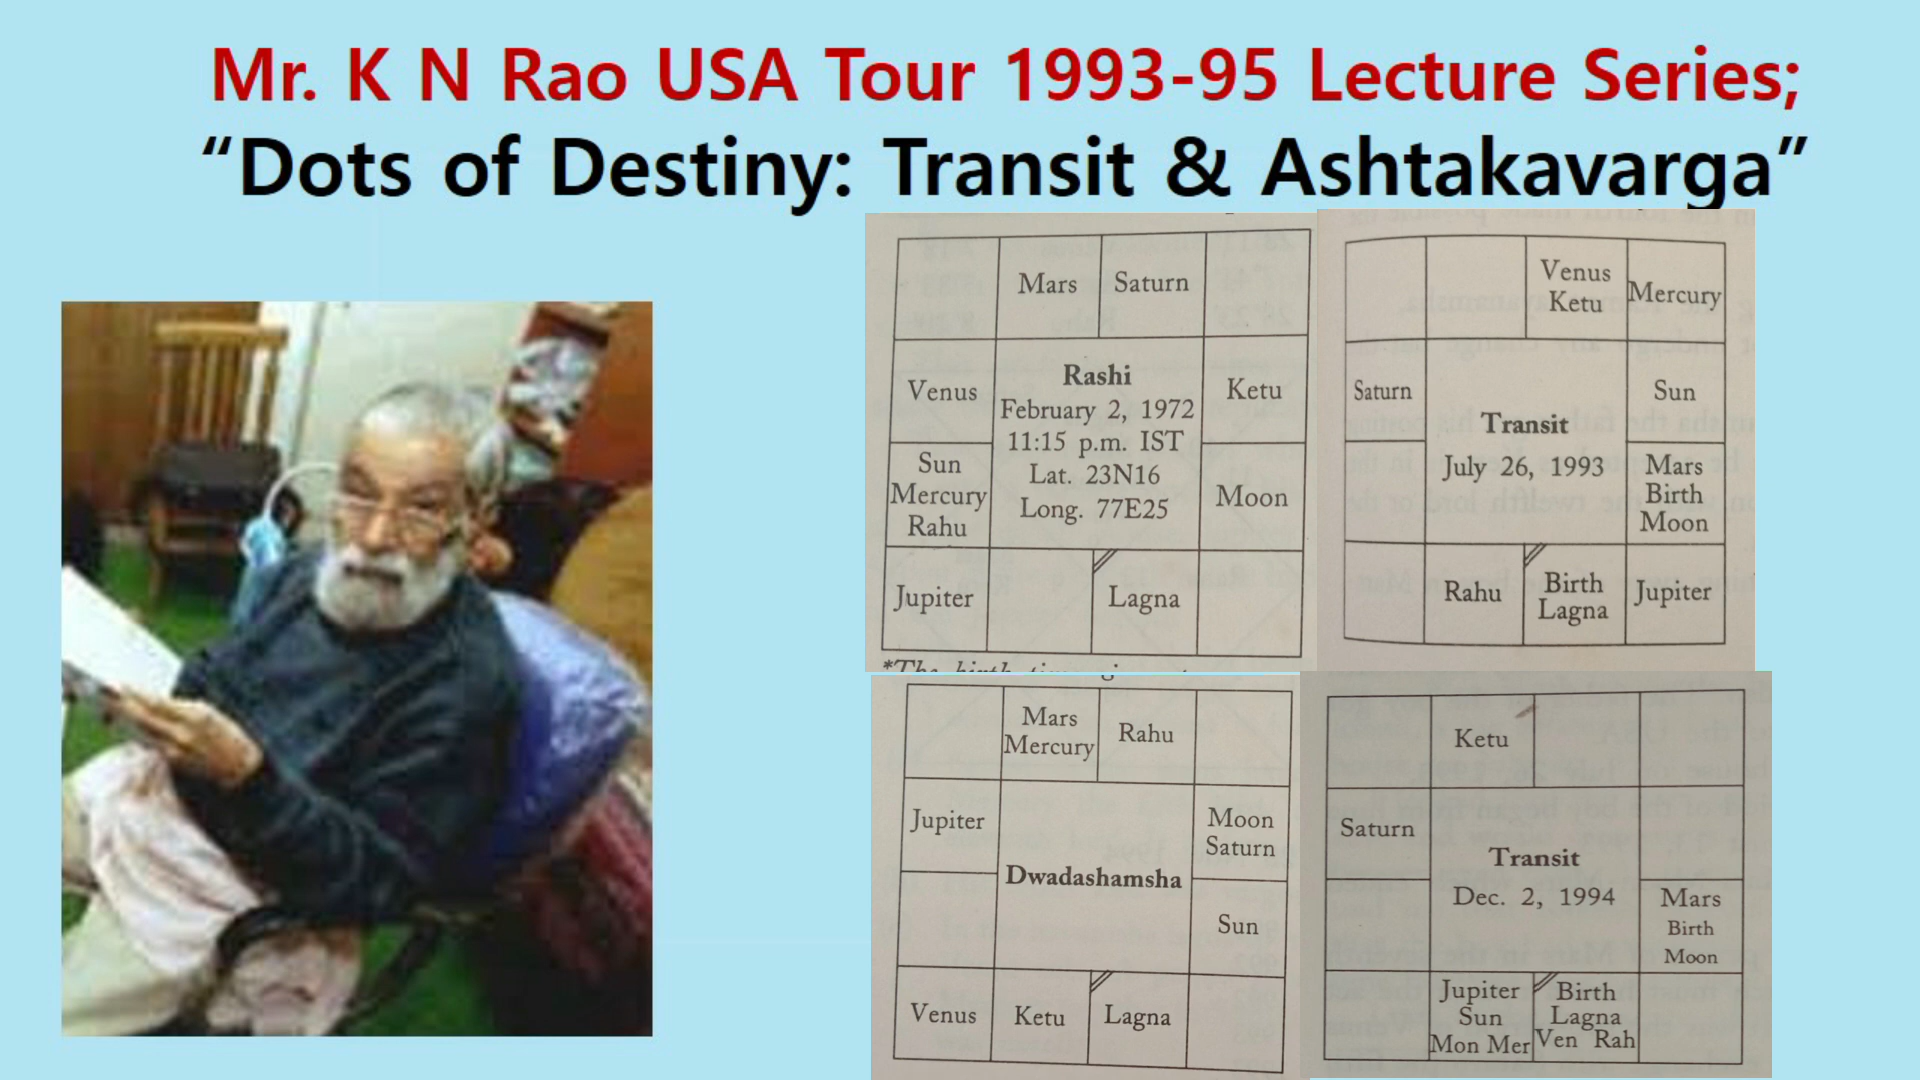 Mr. K N Rao USA Tour 1993-95 Lecture Series;
“Dots of Destiny: Transit & Ashtakavarga”
Mars
Saturn
Venus
Rashi
February 2, 1972
11:15 p.m. IST
Lat. 23N16
Long. 77E25
Ketu
Sun
Mercury
Rahu
Moon
Jupiter
Lagna
*The birth time
Venus
Ketu
Mercury
Saturn
Transit
July 26, 1993
Sun
Mars
Birth
Moon
Rahu
Birth
Lagna
Jupiter
Mars
Mercury
Rahu
Jupiter
Dwadashamsha
Moon
Saturn
Sun
Venus
Ketu
Lagna
Ketu
Saturn
Transit
Dec. 2, 1994
Mars
Birth
Moon
Jupiter
Sun
Mon Mer
Birth
Lagna
Ven Rah